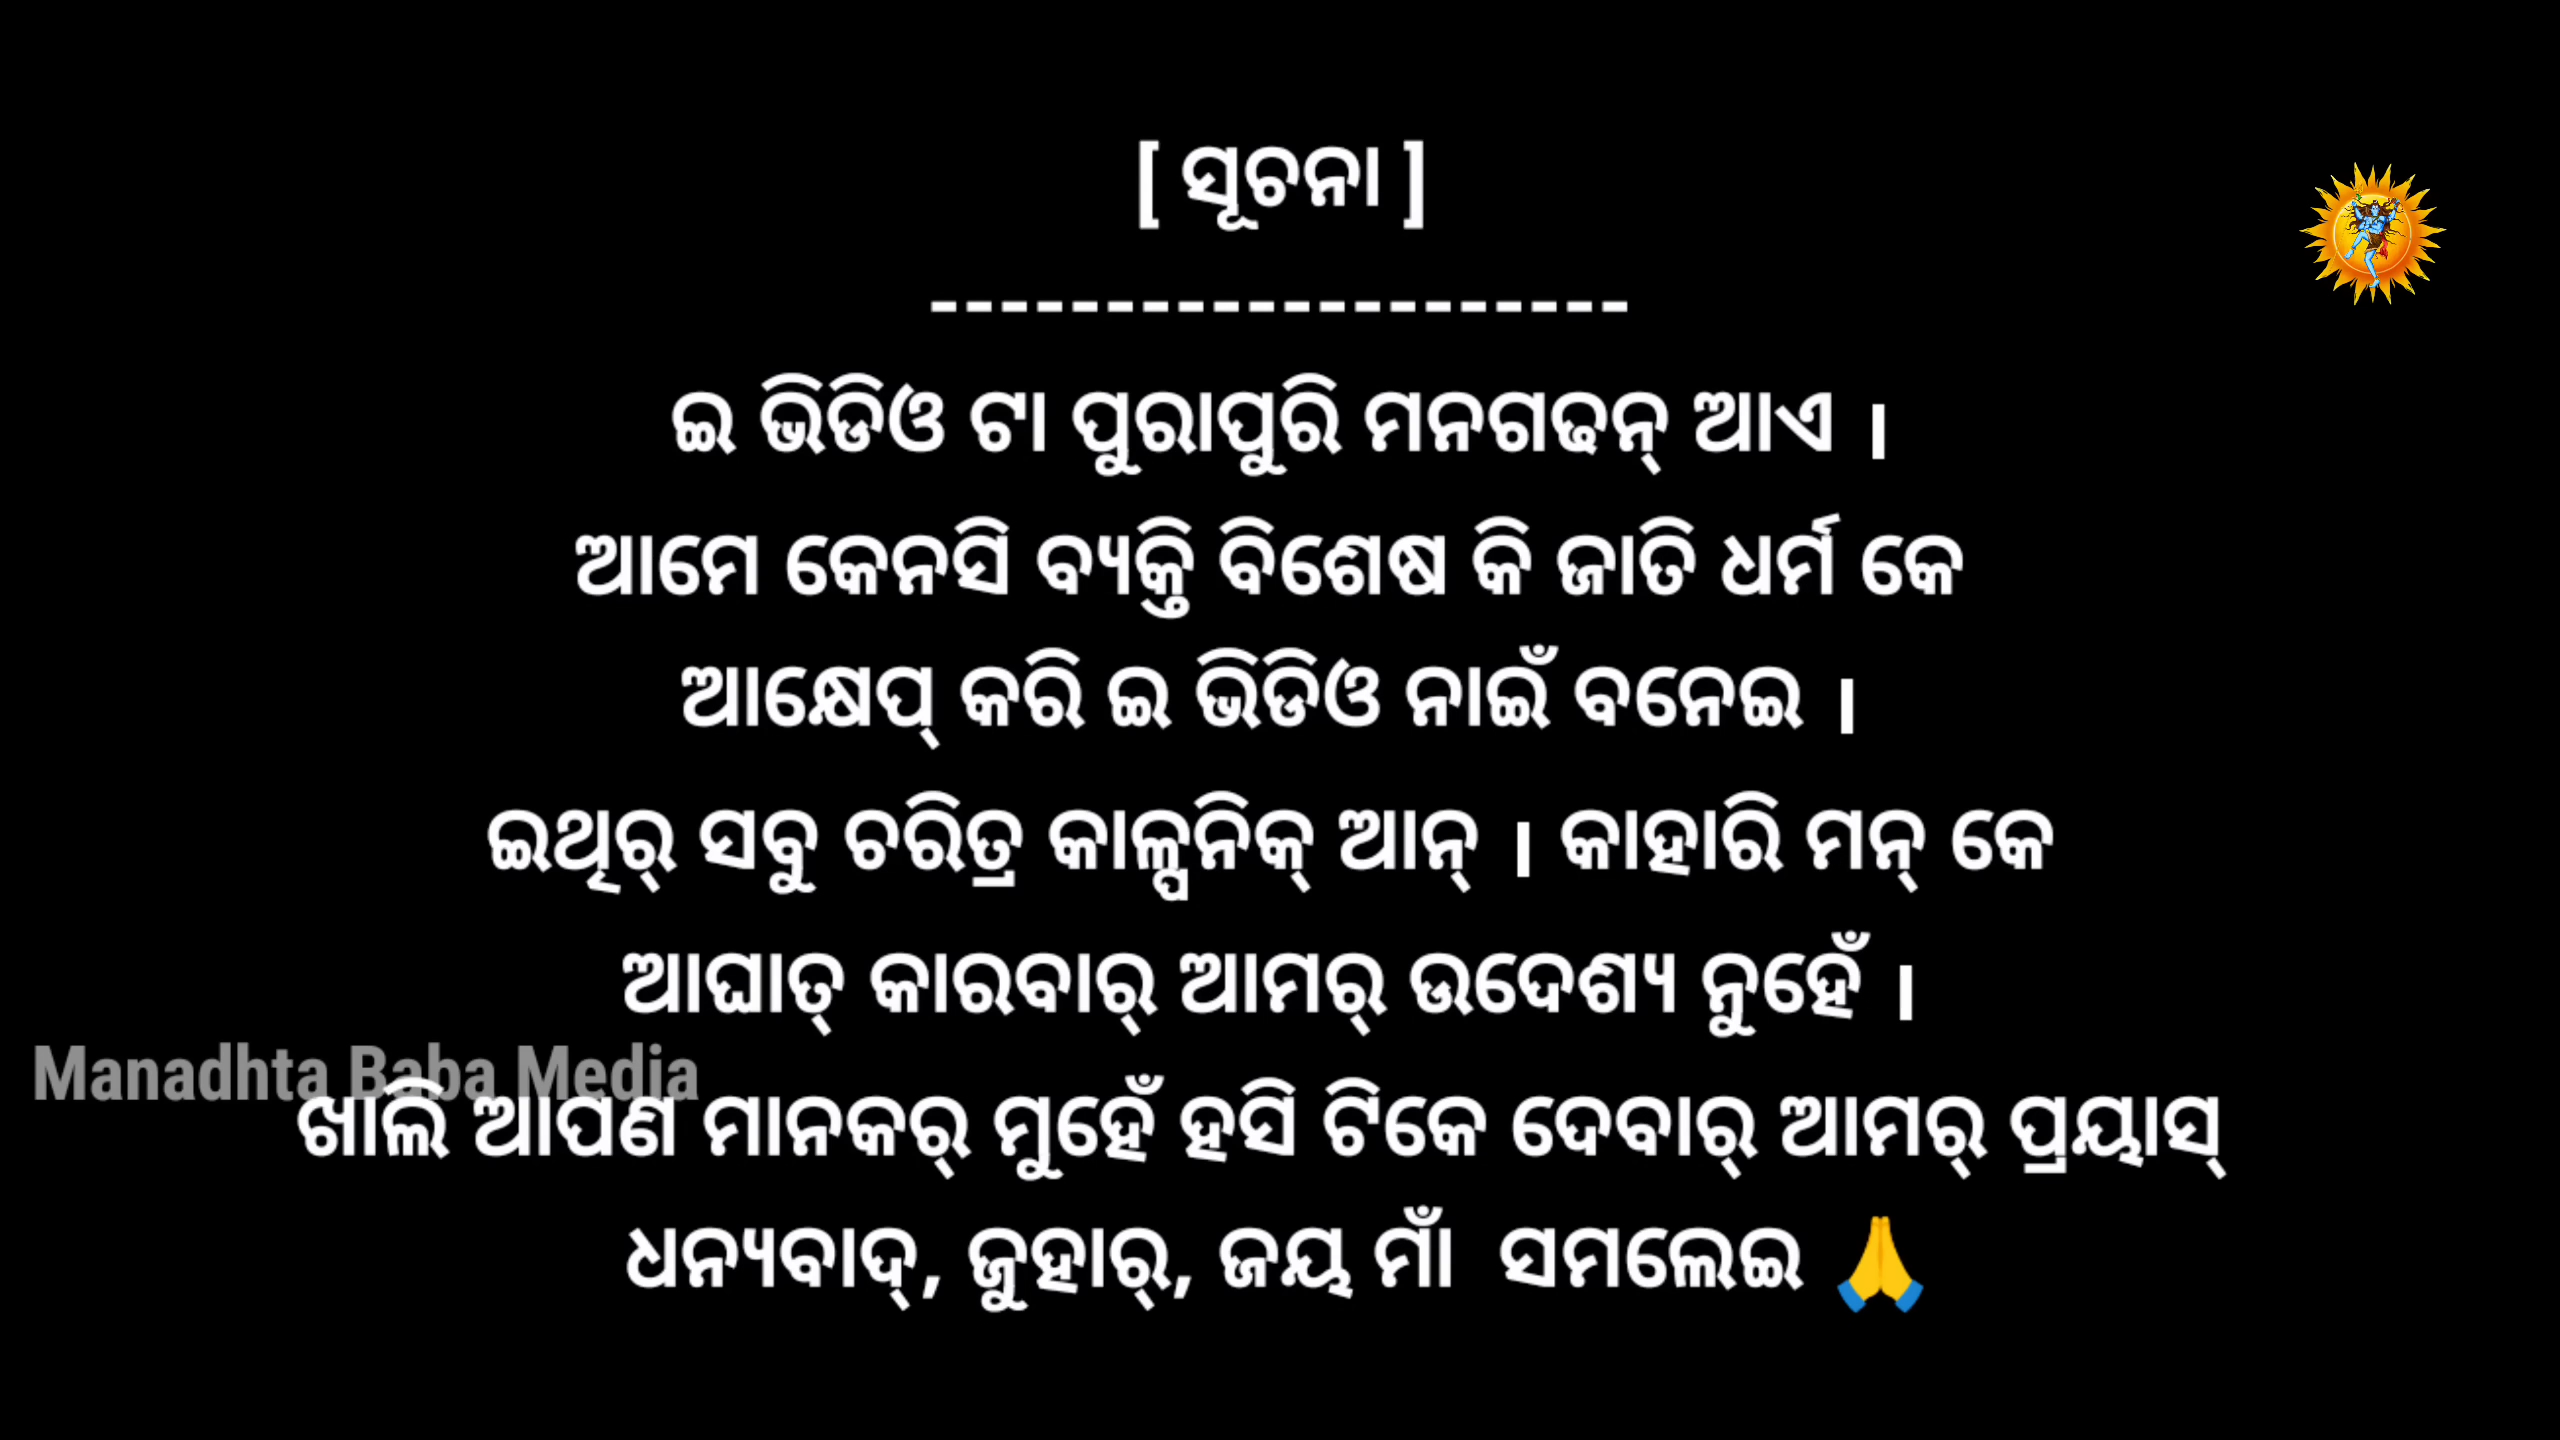 [ ସୂଚନା ]
--------------------
ଇ ଭିଡିଓ ଟା ପୁରାପୁରି ମନଗଢନ୍ ଆଏ ।
ଆମେ କେନସି ବ୍ୟକ୍ତି ବିଶେଷ କି ଜାତି ଧର୍ମ କେ
ଆକ୍ଷେପ୍ କରି ଇ ଭିଡିଓ ନାଇଁ ବନେଇ ।
ଇଥିର୍ ସବୁ ଚରିତ୍ର କାଳ୍ପନିକ୍ ଆନ୍ । କାହାରି ମନ୍ କେ
ଆଘାତ୍ କାରବାର୍ ଆମର୍ ଉଦେଶ୍ୟ ନୁହେଁ ।
Manadhta Baba Media
ଖାଲି ଆପଣ ମାନକର୍ ମୁହେଁ ହସି ଟିକେ ଦେବାର୍ ଆମର୍ ପ୍ରୟାସ୍
ଧନ୍ୟବାଦ୍, ଜୁହାର୍, ଜୟ ମାଁ ସମଲେଇ 🙏